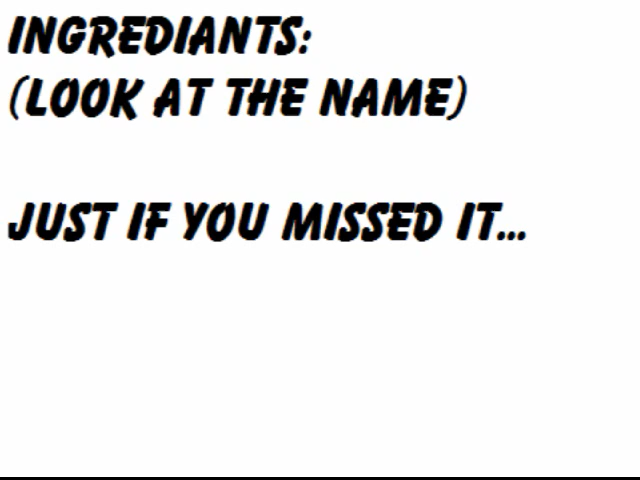 INGREDIANTS:
(LOOK AT THE NAME)
JUST IF YOU MISSED IT...